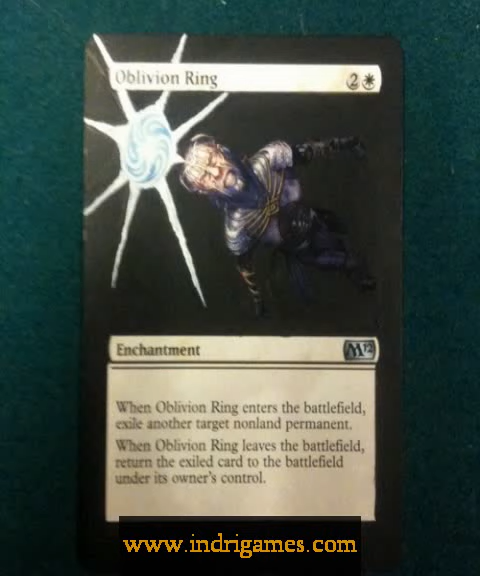 Oblivion Ring 2
Enchantment M12
When Oblivion Ring enters the battlefield,
exile another target nonland permanent.
When Oblivion Ring leaves the battlefield,
return the exiled card to the battlefield
under its owner's control.
www.indrigames.com